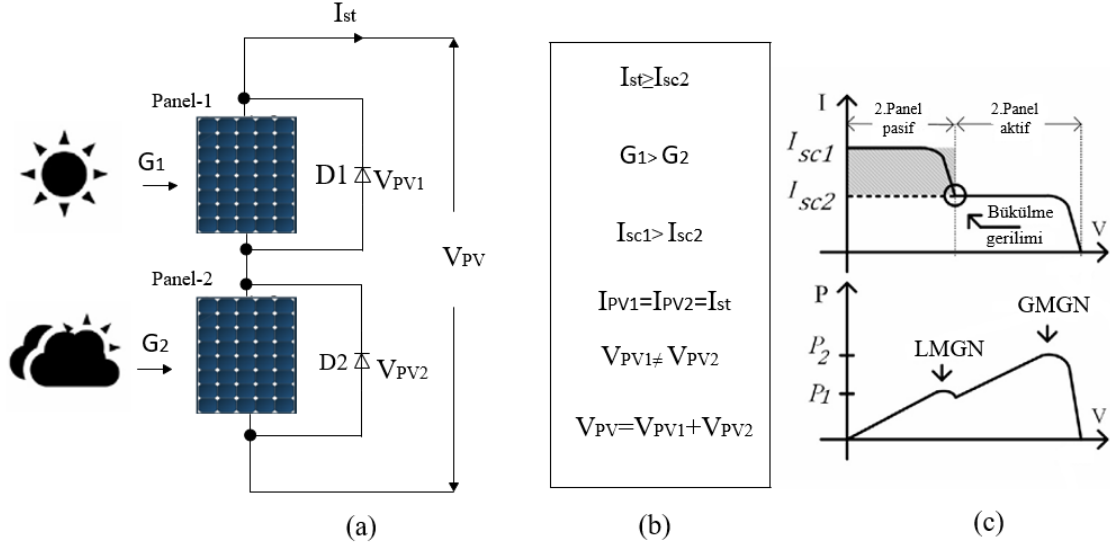 Ist
Panel-1
G1
D1
VPV1
VPV
Panel-2
G2
D2
VPV2
(a)
Ist≥Isc2
G1> G2
Isc1> Isc2
IPV1=IPV2=Ist
VPV1≠ VPV2
VPV=VPV1+VPV2
(b)
I
2.Panel
pasif
2.Panel
aktif
Isc1
Isc2
Bükülme
gerilimi
V
P
GMGN
LMGN
P2
P1
V
(c)